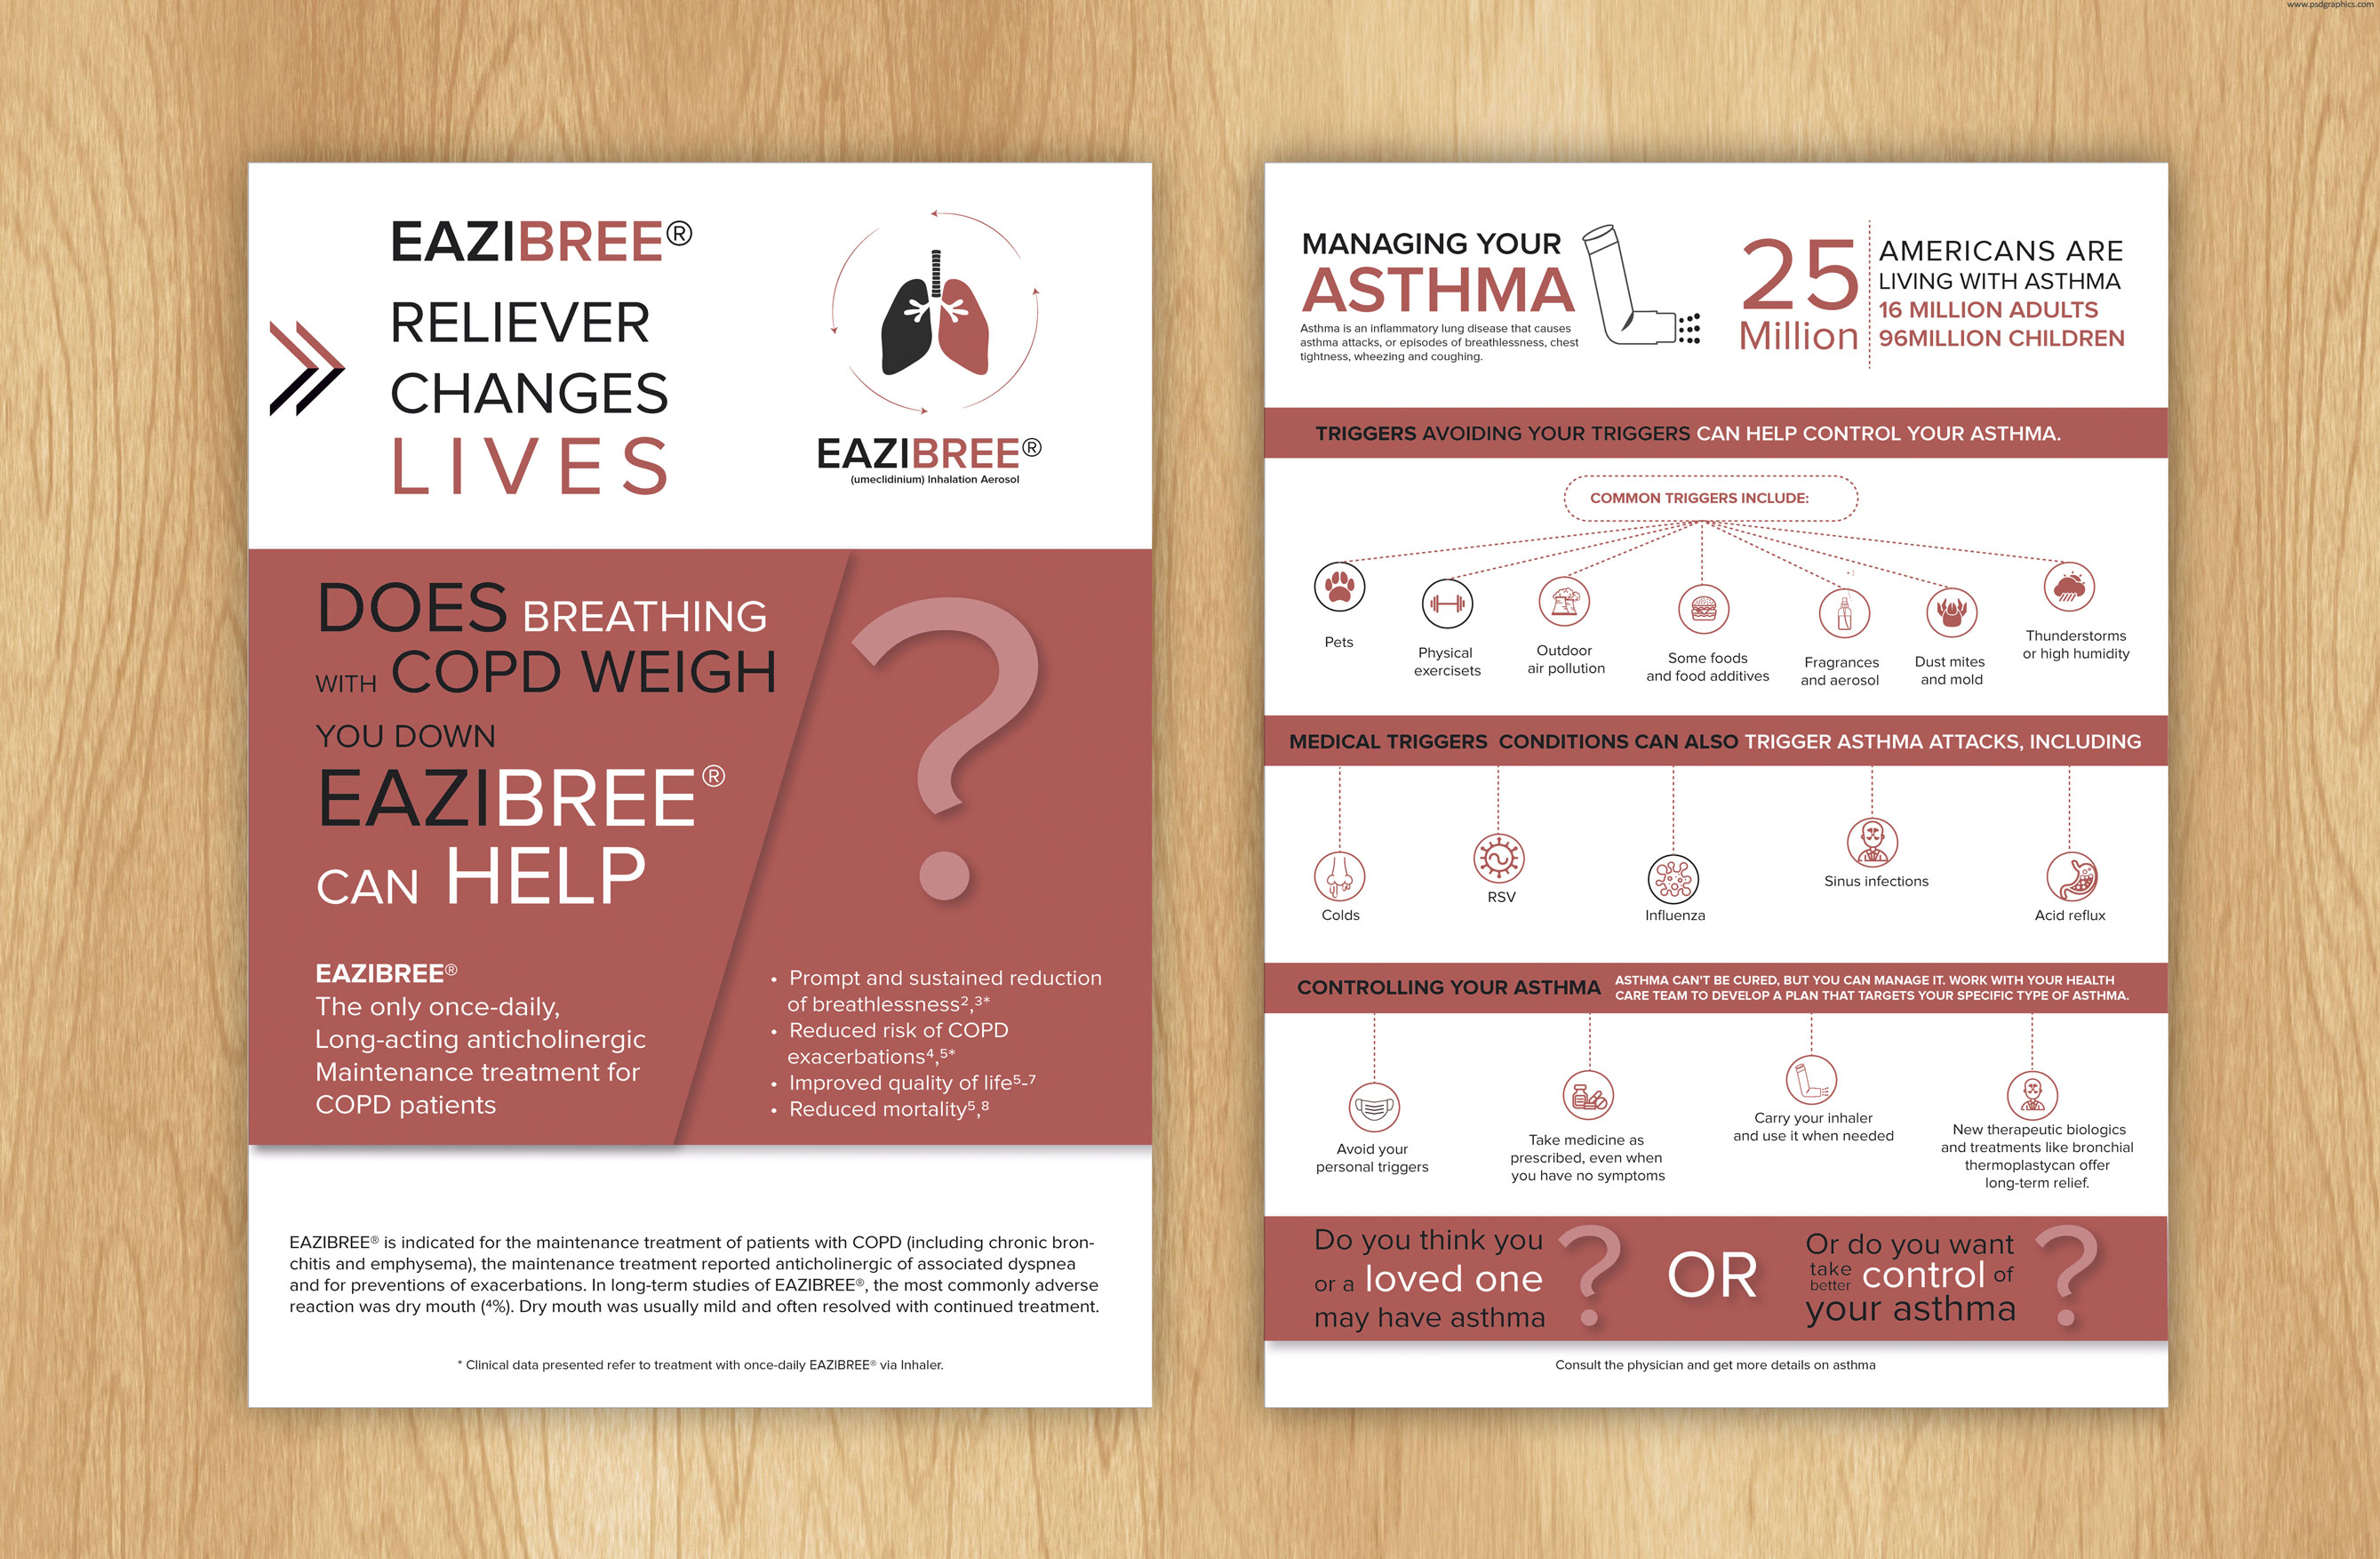 www.psdgraphics.com
EAZIBREE®
RELIEVER
CHANGES
LIVES
EAZIBREE®
(umeclidinium) Inhalation Aerosol
DOES BREATHING
WITH COPD WEIGH
YOU DOWN
EAZIBREE®
CAN HELP
?
EAZIBREE®
The only once-daily,
Long-acting anticholinergic
Maintenance treatment for
COPD patients
• Prompt and sustained reduction
of breathlessness²,³*
• Reduced risk of COPD
exacerbations⁴,⁵*
• Improved quality of life⁵-⁷
• Reduced mortality⁵,⁸
EAZIBREE® is indicated for the maintenance treatment of patients with COPD (including chronic bron-
chitis and emphysema), the maintenance treatment reported anticholinergic of associated dyspnea
and for preventions of exacerbations. In long-term studies of EAZIBREE®, the most commonly adverse
reaction was dry mouth (⁴%). Dry mouth was usually mild and often resolved with continued treatment.
* Clinical data presented refer to treatment with once-daily EAZIBREE® via Inhaler.
MANAGING YOUR
ASTHMA
Asthma is an inflammatory lung disease that causes
asthma attacks, or episodes of breathlessness, chest
tightness, wheezing and coughing.
25
Million
AMERICANS ARE
LIVING WITH ASTHMA
16 MILLION ADULTS
96MILLION CHILDREN
TRIGGERS AVOIDING YOUR TRIGGERS CAN HELP CONTROL YOUR ASTHMA.
COMMON TRIGGERS INCLUDE:
Pets
Physical
exercisets
Outdoor
air pollution
Some foods
and food additives
Fragrances
and aerosol
Dust mites
and mold
Thunderstorms
or high humidity
MEDICAL TRIGGERS CONDITIONS CAN ALSO TRIGGER ASTHMA ATTACKS, INCLUDING
Colds
RSV
Influenza
Sinus infections
Acid reflux
CONTROLLING YOUR ASTHMA
ASTHMA CAN'T BE CURED, BUT YOU CAN MANAGE IT. WORK WITH YOUR HEALTH
CARE TEAM TO DEVELOP A PLAN THAT TARGETS YOUR SPECIFIC TYPE OF ASTHMA.
Avoid your
personal triggers
Take medicine as
prescribed, even when
you have no symptoms
Carry your inhaler
and use it when needed
New therapeutic biologics
and treatments like bronchial
thermoplastycan offer
long-term relief.
Do you think you
or a loved one
may have asthma
?
OR
Or do you want
take better control of
your asthma
?
Consult the physician and get more details on asthma